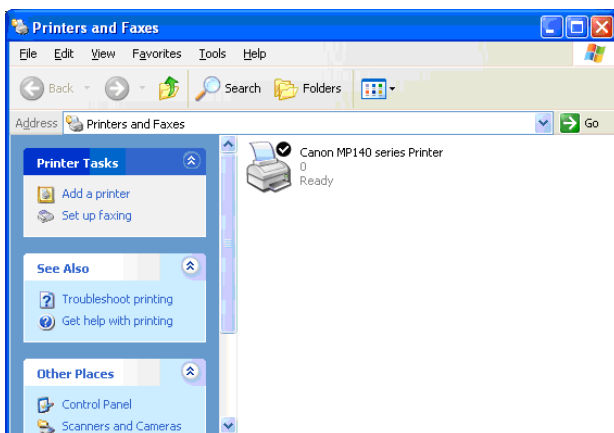 Printers and Faxes
File Edit View Favorites Tools Help
Back Search Folders
Address Printers and Faxes Go
Printer Tasks
Add a printer
Set up faxing
See Also
Troubleshoot printing
Get help with printing
Other Places
Control Panel
Scanners and Cameras
Canon MP140 series Printer
0
Ready